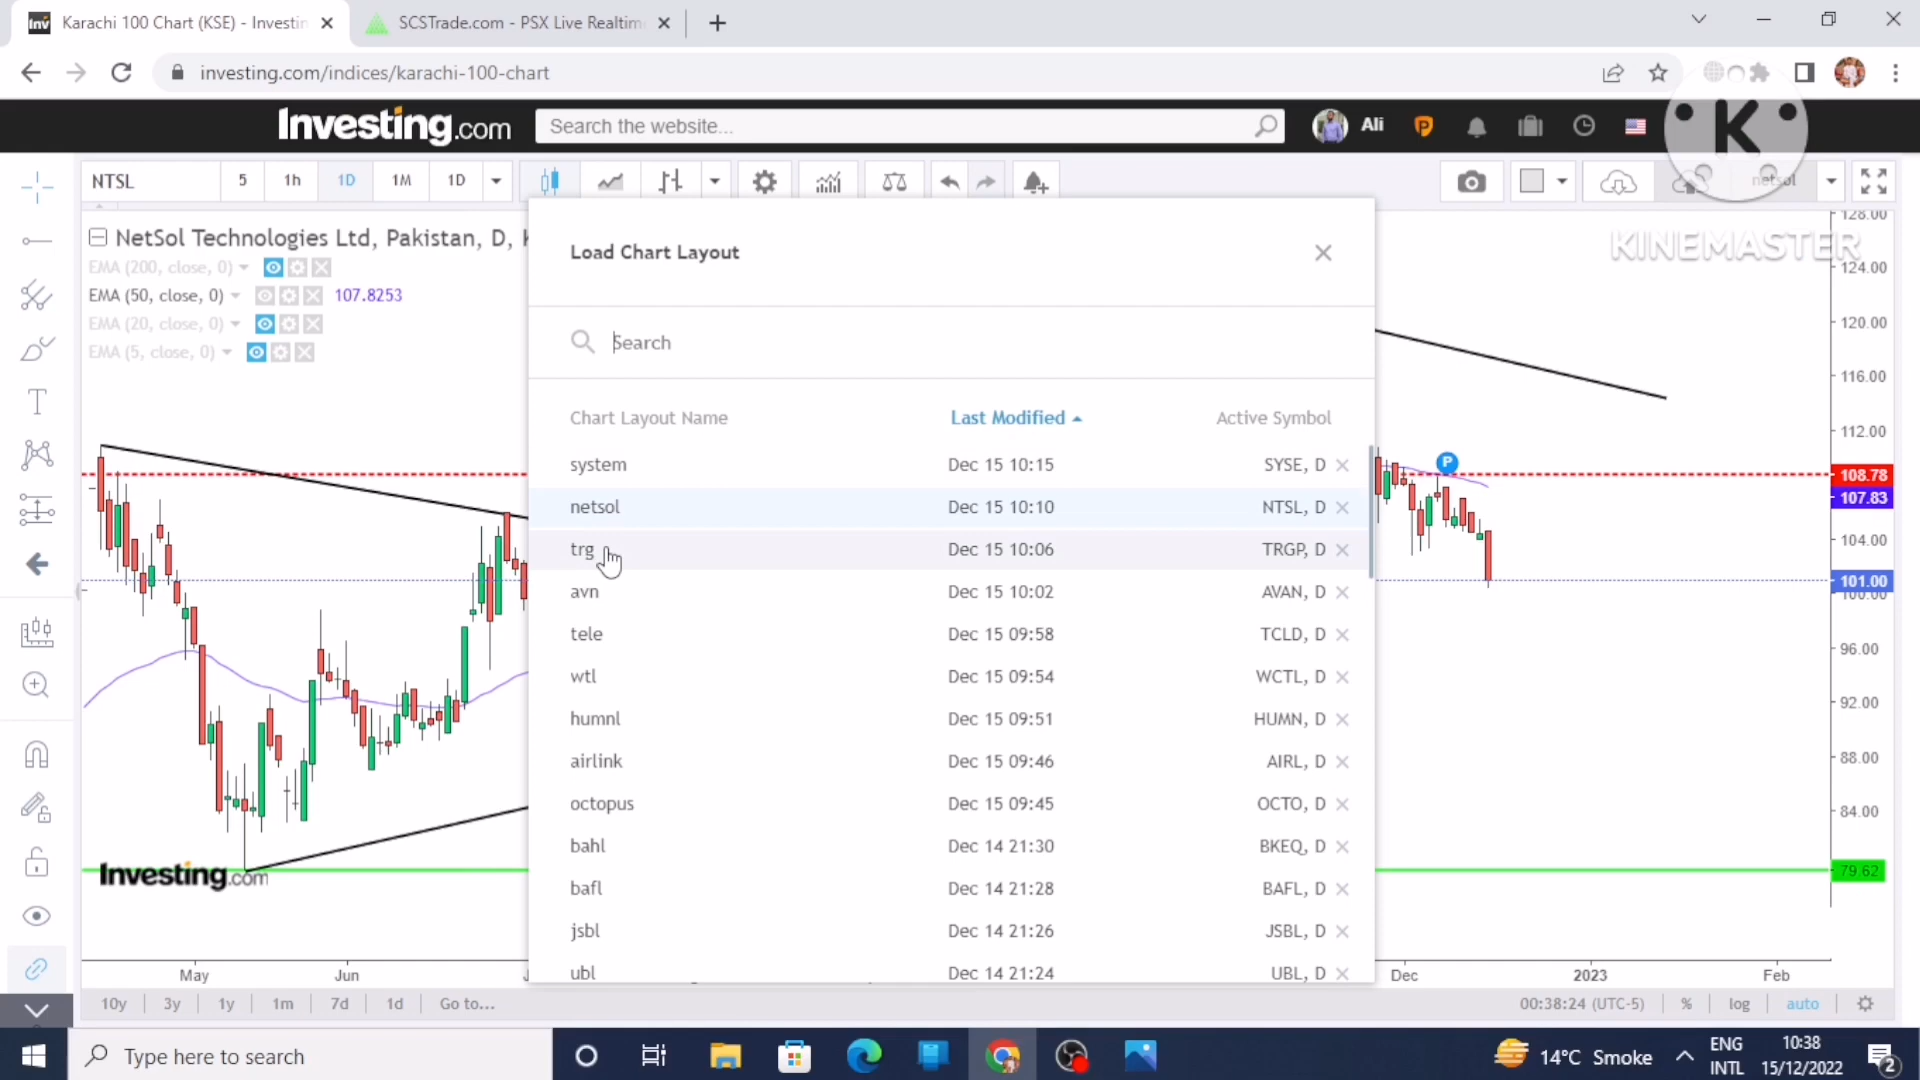 Karachi 100 Chart (KSE) - Investin
SCSTrade.com - PSX Live Realtim
investing.com/indices/karachi-100-chart
Investing.com
Search the website...
Ali
K
KINEMASTER
NTSL
5
1h
1D
1M
1D
netsol
NetSol Technologies Ltd, Pakistan, D, K
EMA (200, close, 0)
EMA (50, close, 0) 107.8253
EMA (20, close, 0)
EMA (5, close, 0)
Load Chart Layout
Search
Chart Layout Name Last Modified Active Symbol
system Dec 15 10:15 SYSE, D
netsol Dec 15 10:10 NTSL, D
trg Dec 15 10:06 TRGP, D
avn Dec 15 10:02 AVAN, D
tele Dec 15 09:58 TCLD, D
wtl Dec 15 09:54 WCTL, D
humnl Dec 15 09:51 HUMN, D
airlink Dec 15 09:46 AIRL, D
octopus Dec 15 09:45 OCTO, D
bahl Dec 14 21:30 BKEQ, D
bafl Dec 14 21:28 BAFL, D
jsbl Dec 14 21:26 JSBL, D
ubl Dec 14 21:24 UBL, D
P
128.00
124.00
120.00
116.00
112.00
108.78
107.83
104.00
101.00
100.00
96.00
92.00
88.00
84.00
79.62
Investing.com
May Jun Dec 2023 Feb
10y 3y 1y 1m 7d 1d Go to... 00:38:24 (UTC-5) % log auto
Type here to search
14°C Smoke
ENG
INTL
10:38
15/12/2022
2